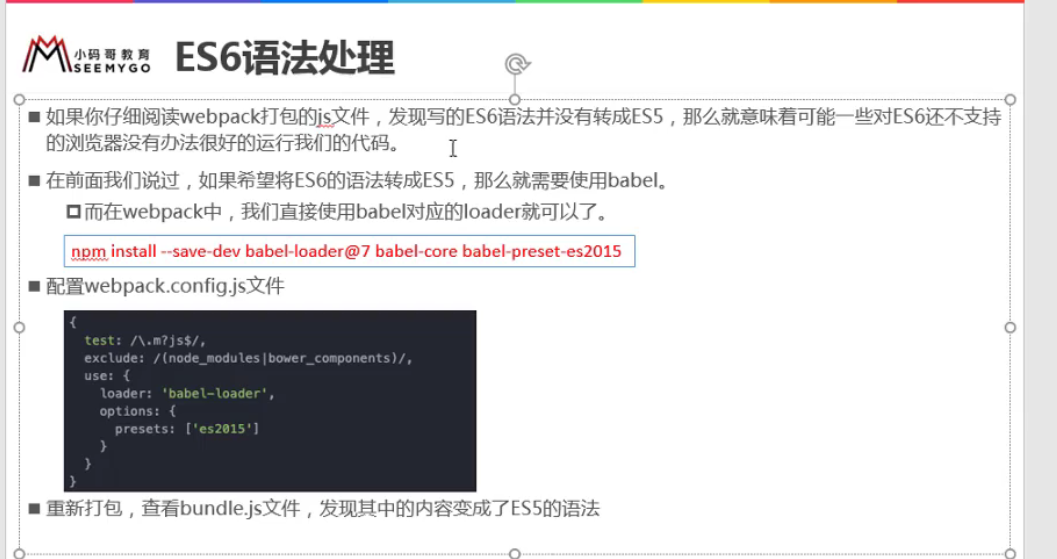 小码哥教育
SEEMYGO
ES6语法处理
如果你仔细阅读webpack打包的js文件，发现写的ES6语法并没有转成ES5，那么就意味着可能一些对ES6还不支持
的浏览器没有办法很好的运行我们的代码。
在前面我们说过，如果希望将ES6的语法转成ES5，那么就需要使用babel。
而在webpack中，我们直接使用babel对应的loader就可以了。
npm install --save-dev babel-loader@7 babel-core babel-preset-es2015
配置webpack.config.js文件
{
test: /\.m?js$/,
exclude: /(node_modules|bower_components)/,
use: {
loader: 'babel-loader',
options: {
presets: ['es2015']
}
}
}
重新打包，查看bundle.js文件，发现其中的内容变成了ES5的语法